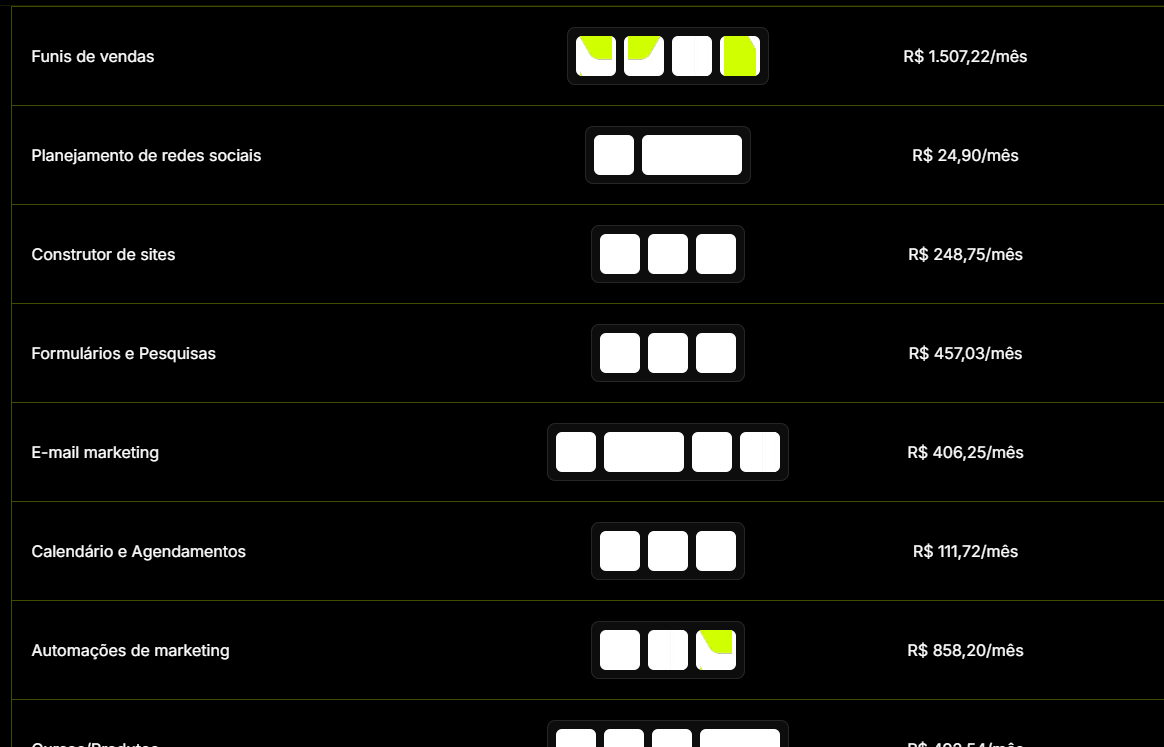 Funis de vendas R$ 1.507,22/mês
Planejamento de redes sociais R$ 24,90/mês
Construtor de sites R$ 248,75/mês
Formulários e Pesquisas R$ 457,03/mês
E-mail marketing R$ 406,25/mês
Calendário e Agendamentos R$ 111,72/mês
Automações de marketing R$ 858,20/mês